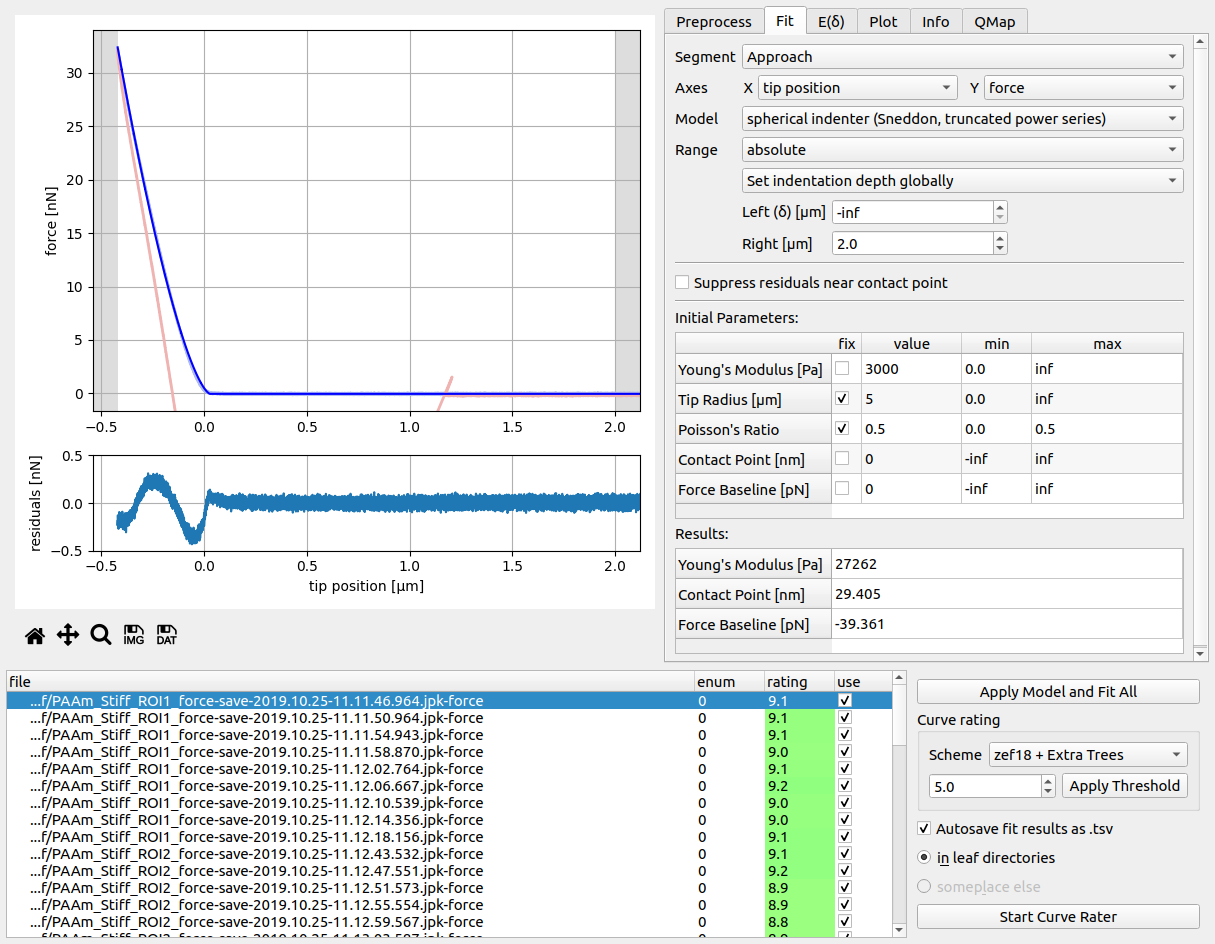 Preprocess Fit E(δ) Plot Info QMap
Segment Approach
Axes X tip position Y force
Model spherical indenter (Sneddon, truncated power series)
Range absolute
Set indentation depth globally
Left (δ) [µm] -inf
Right [µm] 2.0
Suppress residuals near contact point
Initial Parameters:
fix value min max
Young's Modulus [Pa] 3000 0.0 inf
Tip Radius [µm] 5 0.0 inf
Poisson's Ratio 0.5 0.0 0.5
Contact Point [nm] 0 -inf inf
Force Baseline [pN] 0 -inf inf
Results:
Young's Modulus [Pa] 27262
Contact Point [nm] 29.405
Force Baseline [pN] -39.361
force [nN]
30
25
20
15
10
5
0
−0.5 0.0 0.5 1.0 1.5 2.0
residuals [nN]
0.5
0.0
−0.5
−0.5 0.0 0.5 1.0 1.5 2.0
tip position [µm]
IMG DAT
file enum rating use
...f/PAAm_Stiff_ROI1_force-save-2019.10.25-11.11.46.964.jpk-force 0 9.1
...f/PAAm_Stiff_ROI1_force-save-2019.10.25-11.11.50.964.jpk-force 0 9.1
...f/PAAm_Stiff_ROI1_force-save-2019.10.25-11.11.54.943.jpk-force 0 9.1
...f/PAAm_Stiff_ROI1_force-save-2019.10.25-11.11.58.870.jpk-force 0 9.0
...f/PAAm_Stiff_ROI1_force-save-2019.10.25-11.12.02.764.jpk-force 0 9.1
...f/PAAm_Stiff_ROI1_force-save-2019.10.25-11.12.06.667.jpk-force 0 9.2
...f/PAAm_Stiff_ROI1_force-save-2019.10.25-11.12.10.539.jpk-force 0 9.0
...f/PAAm_Stiff_ROI1_force-save-2019.10.25-11.12.14.356.jpk-force 0 9.0
...f/PAAm_Stiff_ROI1_force-save-2019.10.25-11.12.18.156.jpk-force 0 9.1
...f/PAAm_Stiff_ROI2_force-save-2019.10.25-11.12.43.532.jpk-force 0 9.1
...f/PAAm_Stiff_ROI2_force-save-2019.10.25-11.12.47.551.jpk-force 0 9.2
...f/PAAm_Stiff_ROI2_force-save-2019.10.25-11.12.51.573.jpk-force 0 8.9
...f/PAAm_Stiff_ROI2_force-save-2019.10.25-11.12.55.554.jpk-force 0 8.9
...f/PAAm_Stiff_ROI2_force-save-2019.10.25-11.12.59.567.jpk-force 0 8.8
Apply Model and Fit All
Curve rating
Scheme zef18 + Extra Trees
5.0 Apply Threshold
Autosave fit results as .tsv
in leaf directories
someplace else
Start Curve Rater